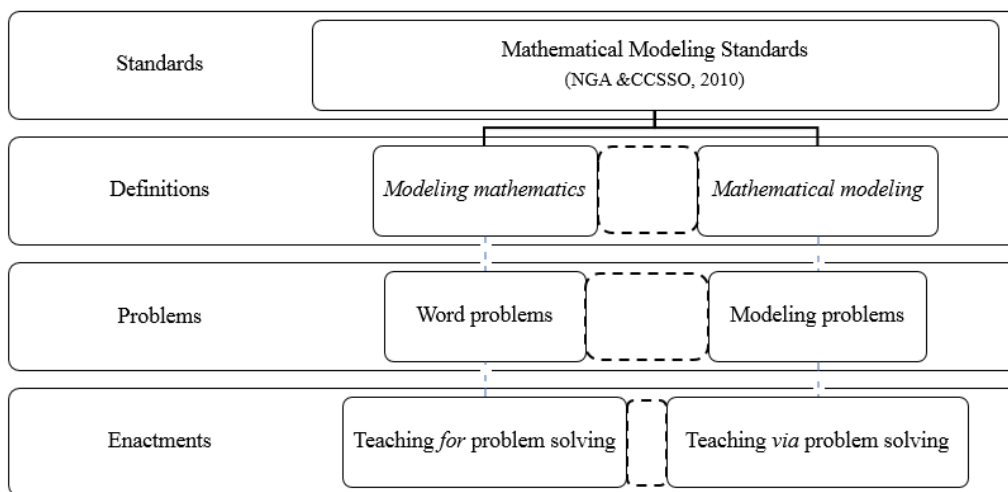 Standards
Mathematical Modeling Standards
(NGA &CCSSO, 2010)
Definitions
Modeling mathematics
Mathematical modeling
Problems
Word problems
Modeling problems
Enactments
Teaching for problem solving
Teaching via problem solving